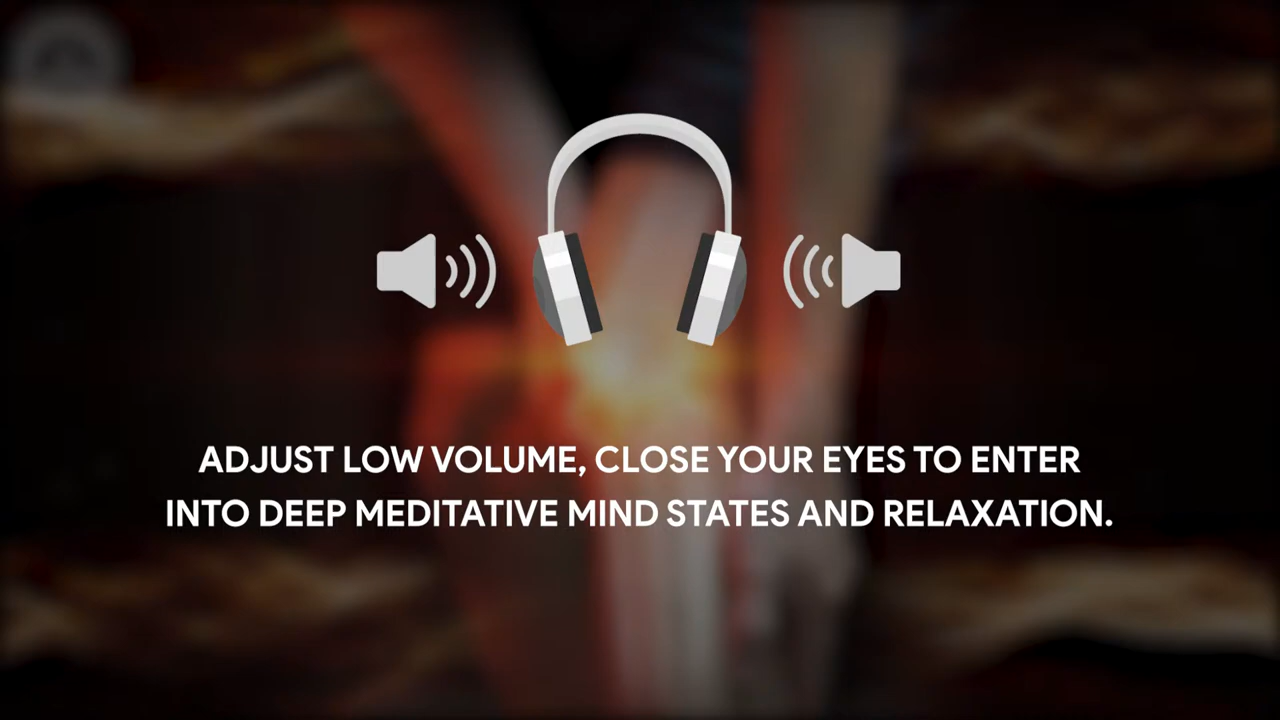 ADJUST LOW VOLUME, CLOSE YOUR EYES TO ENTER
INTO DEEP MEDITATIVE MIND STATES AND RELAXATION.